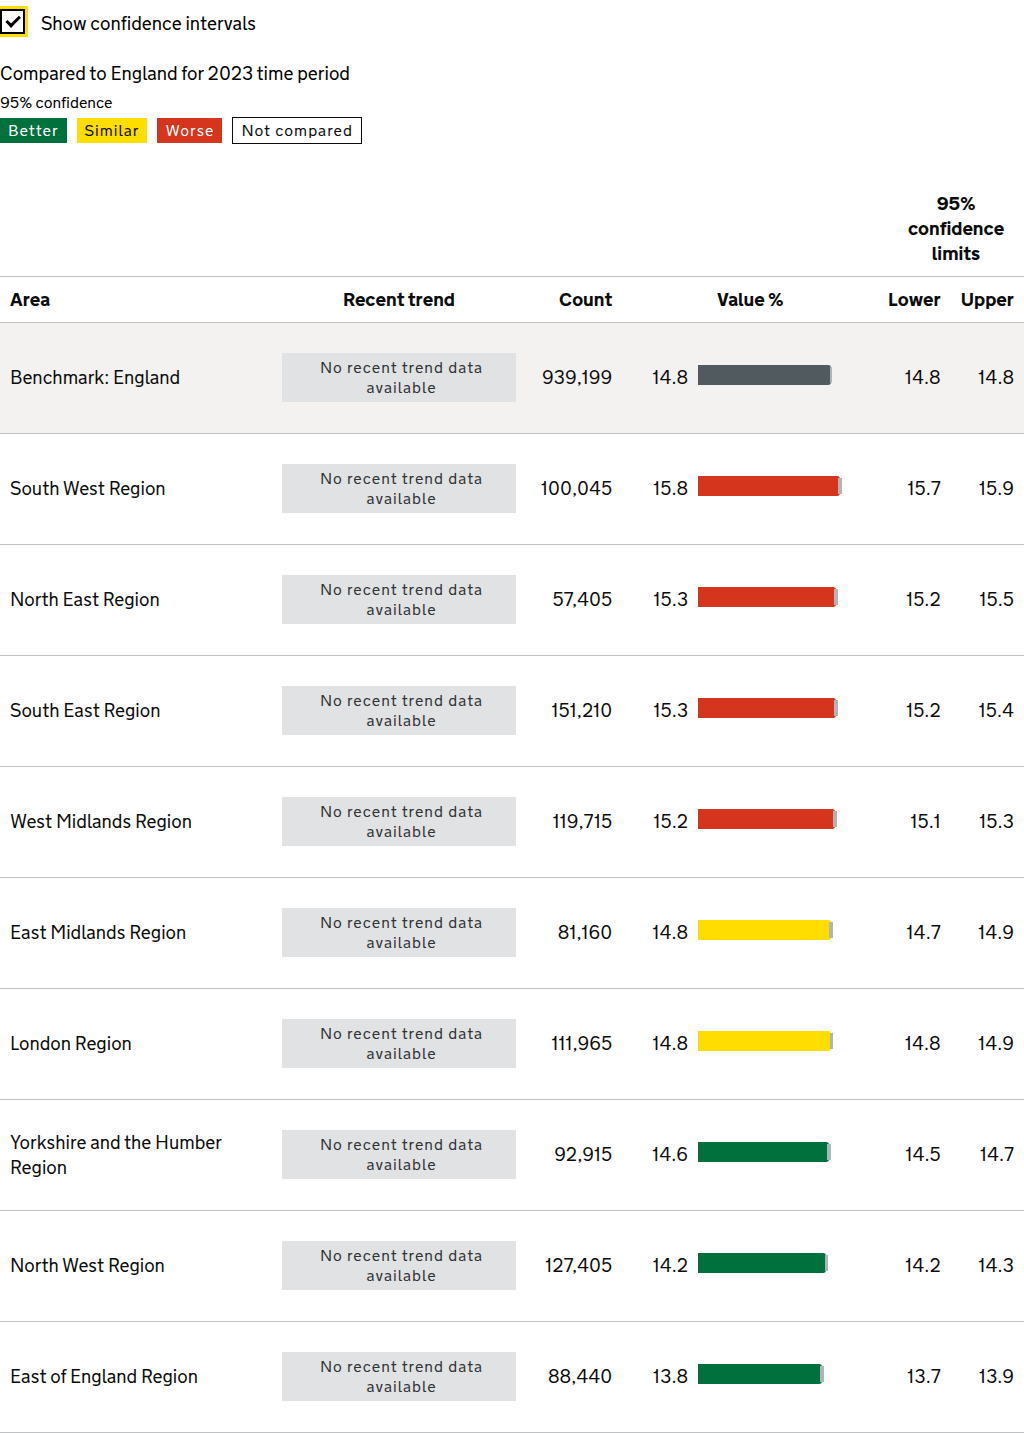 Show confidence intervals
Compared to England for 2023 time period
95% confidence
Better Similar Worse Not compared
95%
confidence
limits
Area Recent trend Count Value % Lower Upper
Benchmark: England No recent trend data available 939,199 14.8 14.8 14.8
South West Region No recent trend data available 100,045 15.8 15.7 15.9
North East Region No recent trend data available 57,405 15.3 15.2 15.5
South East Region No recent trend data available 151,210 15.3 15.2 15.4
West Midlands Region No recent trend data available 119,715 15.2 15.1 15.3
East Midlands Region No recent trend data available 81,160 14.8 14.7 14.9
London Region No recent trend data available 111,965 14.8 14.8 14.9
Yorkshire and the Humber Region No recent trend data available 92,915 14.6 14.5 14.7
North West Region No recent trend data available 127,405 14.2 14.2 14.3
East of England Region No recent trend data available 88,440 13.8 13.7 13.9